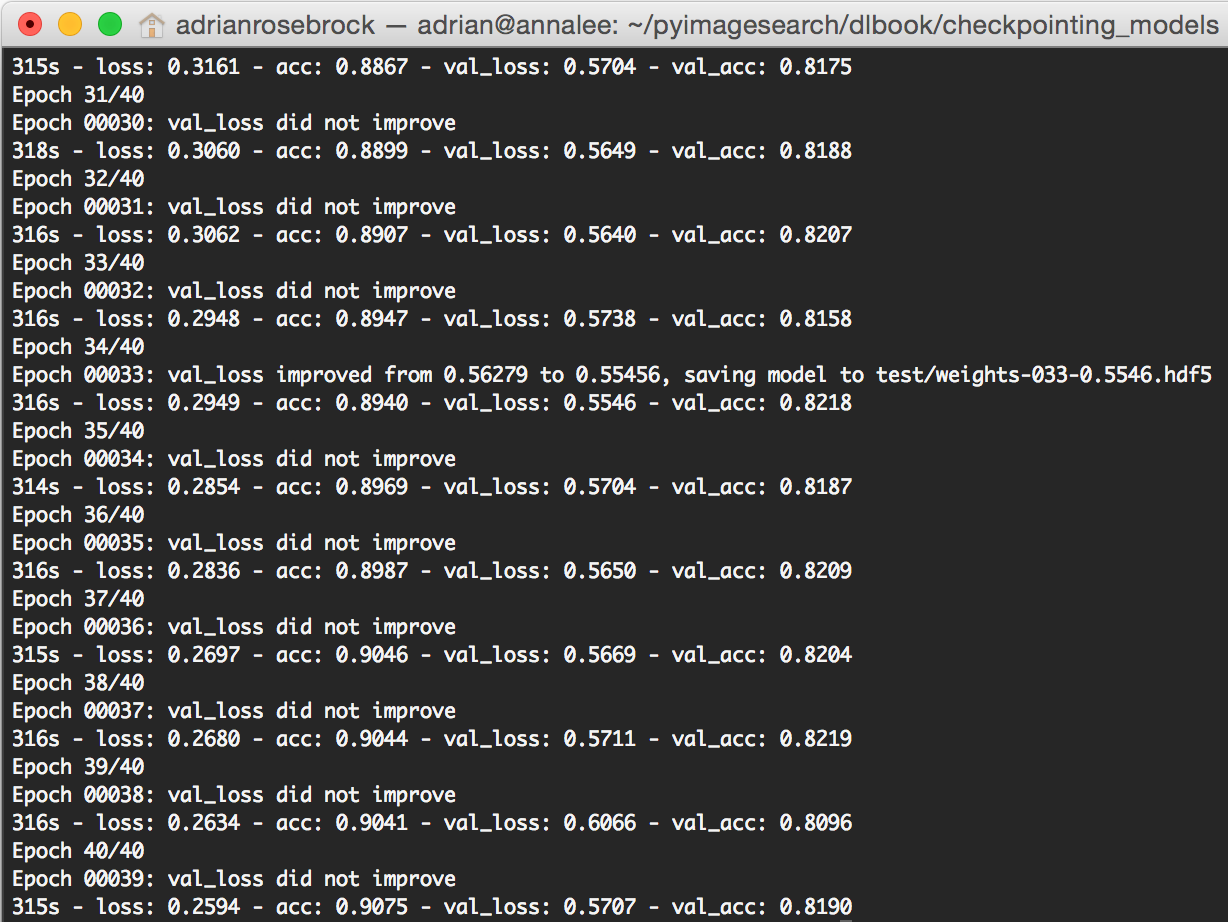 adrianrosebrock — adrian@annalee: ~/pyimagesearch/dlbook/checkpointing_models
315s - loss: 0.3161 - acc: 0.8867 - val_loss: 0.5704 - val_acc: 0.8175
Epoch 31/40
Epoch 00030: val_loss did not improve
318s - loss: 0.3060 - acc: 0.8899 - val_loss: 0.5649 - val_acc: 0.8188
Epoch 32/40
Epoch 00031: val_loss did not improve
316s - loss: 0.3062 - acc: 0.8907 - val_loss: 0.5640 - val_acc: 0.8207
Epoch 33/40
Epoch 00032: val_loss did not improve
316s - loss: 0.2948 - acc: 0.8947 - val_loss: 0.5738 - val_acc: 0.8158
Epoch 34/40
Epoch 00033: val_loss improved from 0.56279 to 0.55456, saving model to test/weights-033-0.5546.hdf5
316s - loss: 0.2949 - acc: 0.8940 - val_loss: 0.5546 - val_acc: 0.8218
Epoch 35/40
Epoch 00034: val_loss did not improve
314s - loss: 0.2854 - acc: 0.8969 - val_loss: 0.5704 - val_acc: 0.8187
Epoch 36/40
Epoch 00035: val_loss did not improve
316s - loss: 0.2836 - acc: 0.8987 - val_loss: 0.5650 - val_acc: 0.8209
Epoch 37/40
Epoch 00036: val_loss did not improve
315s - loss: 0.2697 - acc: 0.9046 - val_loss: 0.5669 - val_acc: 0.8204
Epoch 38/40
Epoch 00037: val_loss did not improve
316s - loss: 0.2680 - acc: 0.9044 - val_loss: 0.5711 - val_acc: 0.8219
Epoch 39/40
Epoch 00038: val_loss did not improve
316s - loss: 0.2634 - acc: 0.9041 - val_loss: 0.6066 - val_acc: 0.8096
Epoch 40/40
Epoch 00039: val_loss did not improve
315s - loss: 0.2594 - acc: 0.9075 - val_loss: 0.5707 - val_acc: 0.8190